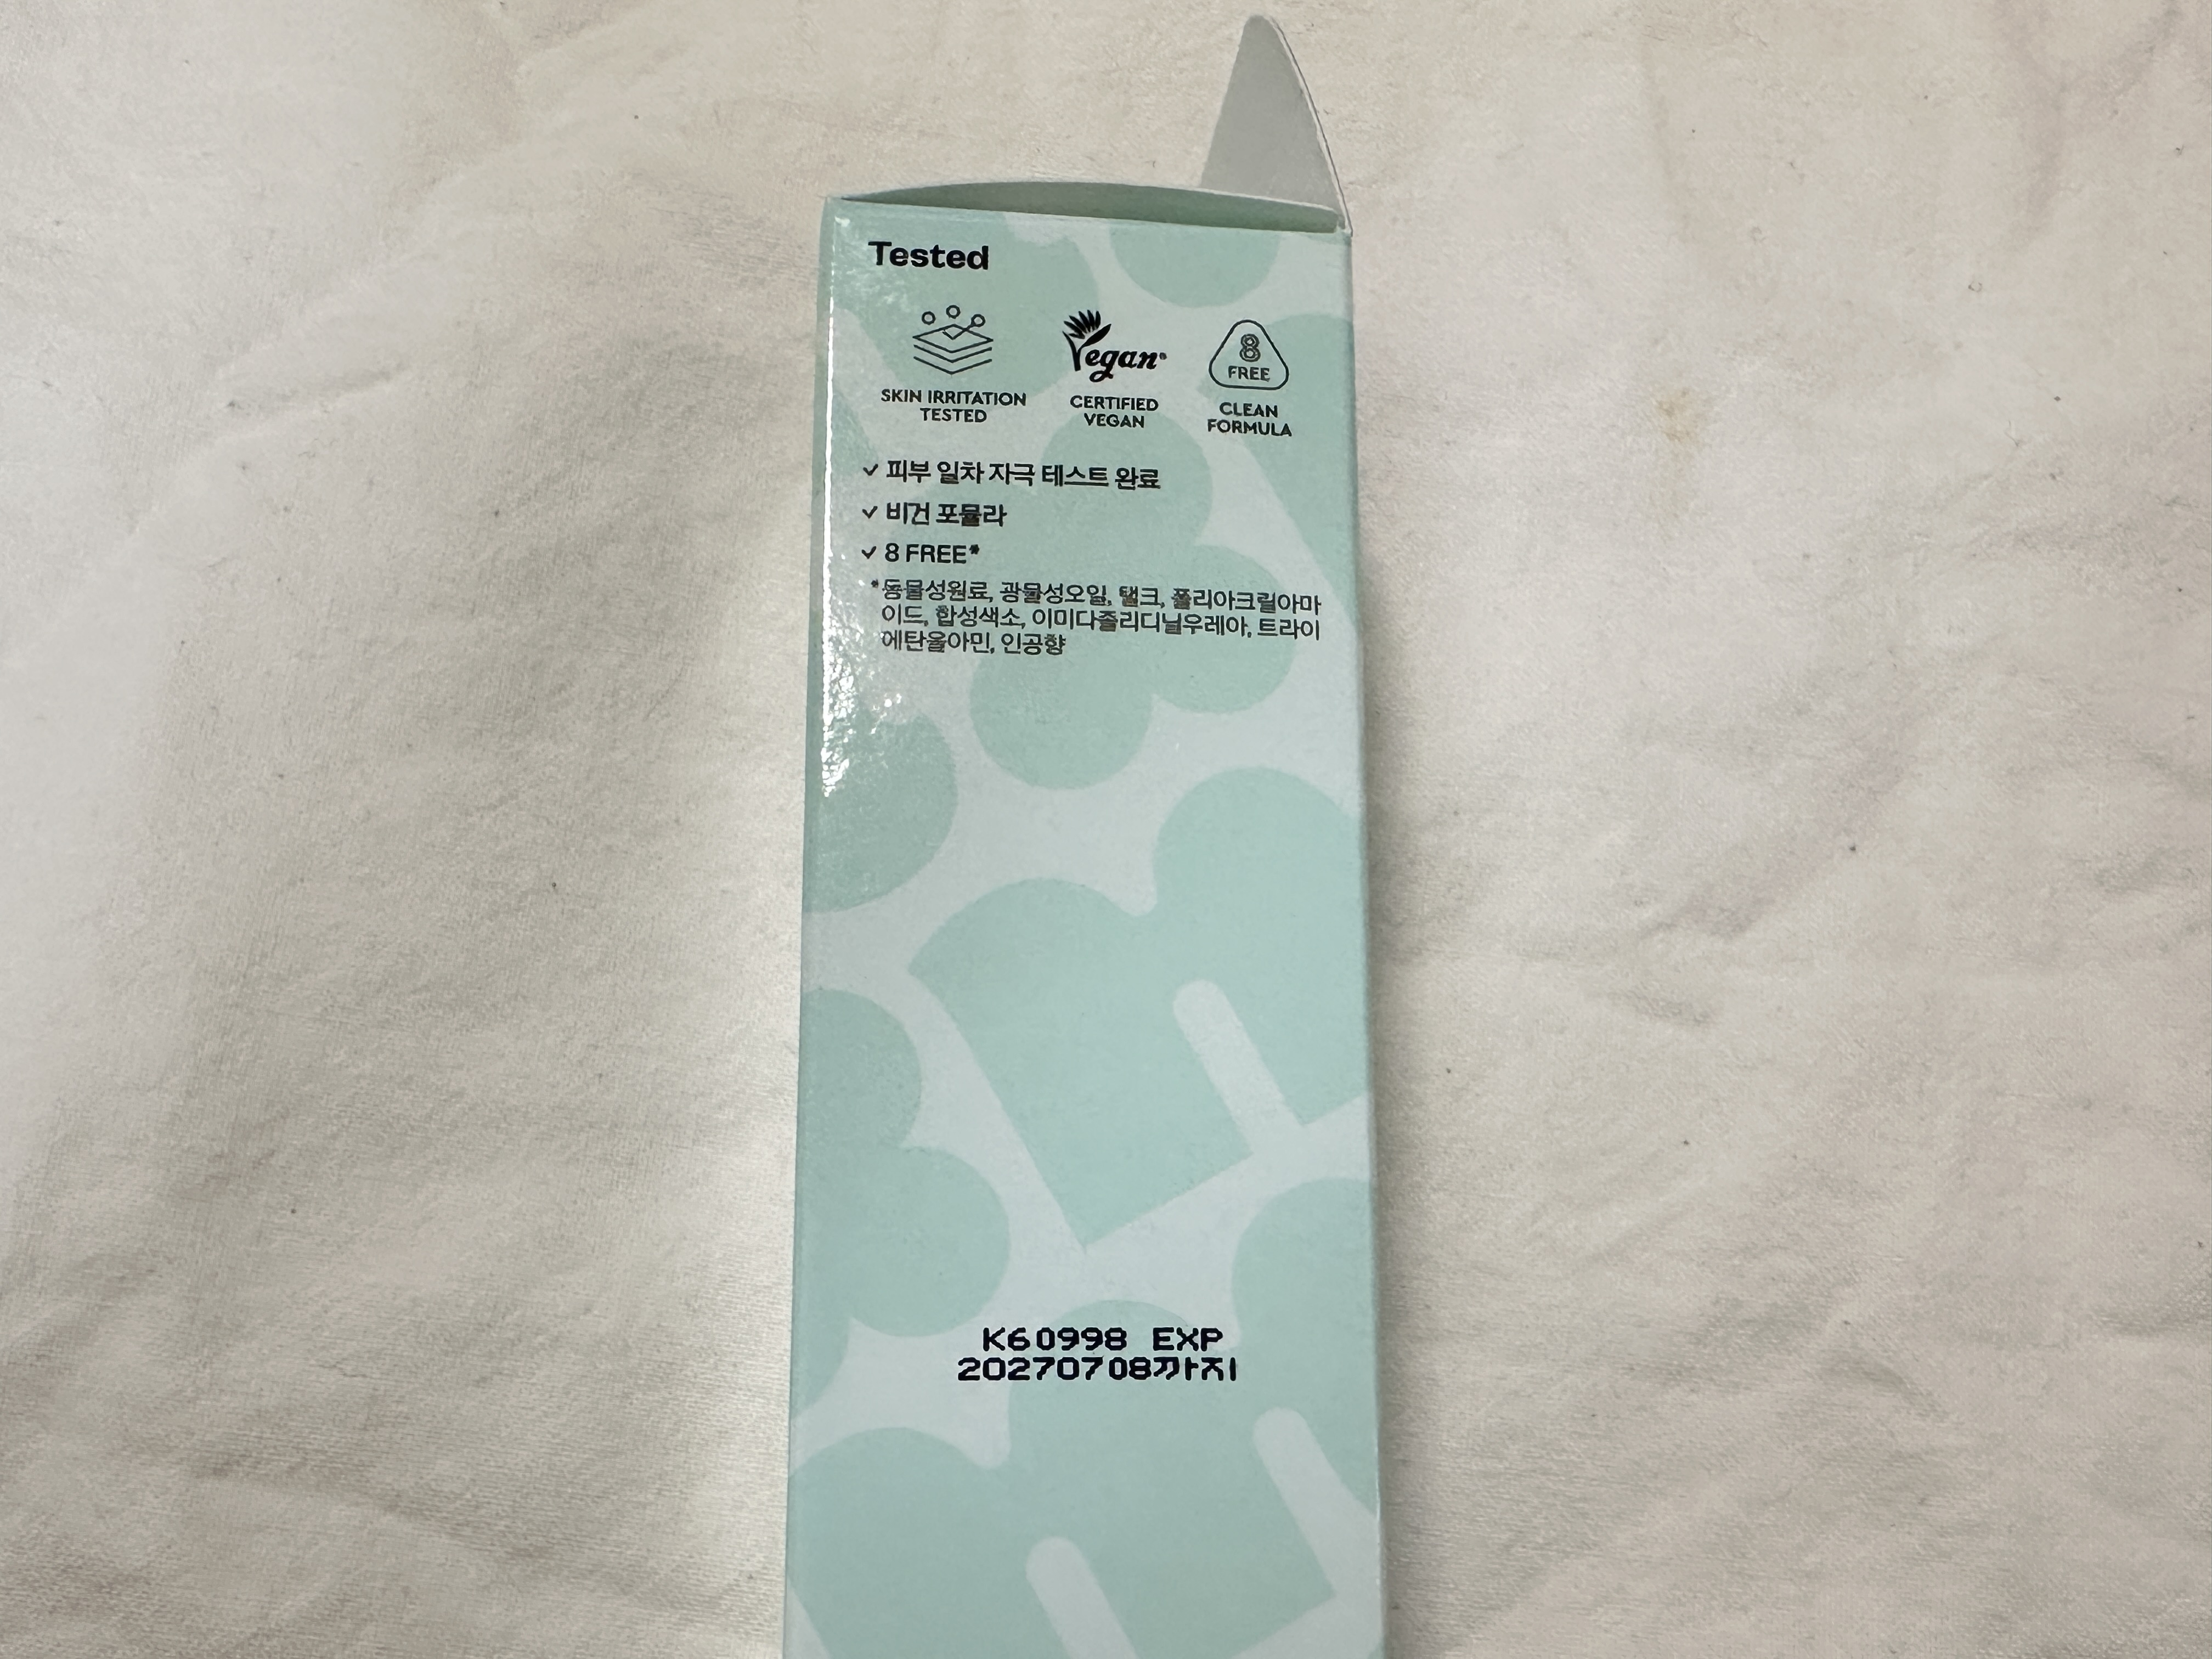 Tested
Vegan®
8
FREE
SKIN IRRITATION
TESTED
CERTIFIED
VEGAN
CLEAN
FORMULA
✓ 피부 일차 자극 테스트 완료
✓ 비건 포뮬라
✓ 8 FREE*
*동물성원료, 광물성오일, 탤크, 폴리아크릴아마
이드, 합성색소, 이미다졸리디닐우레아, 트라이
에탄올아민, 인공향
K60998 EXP
20270708까지